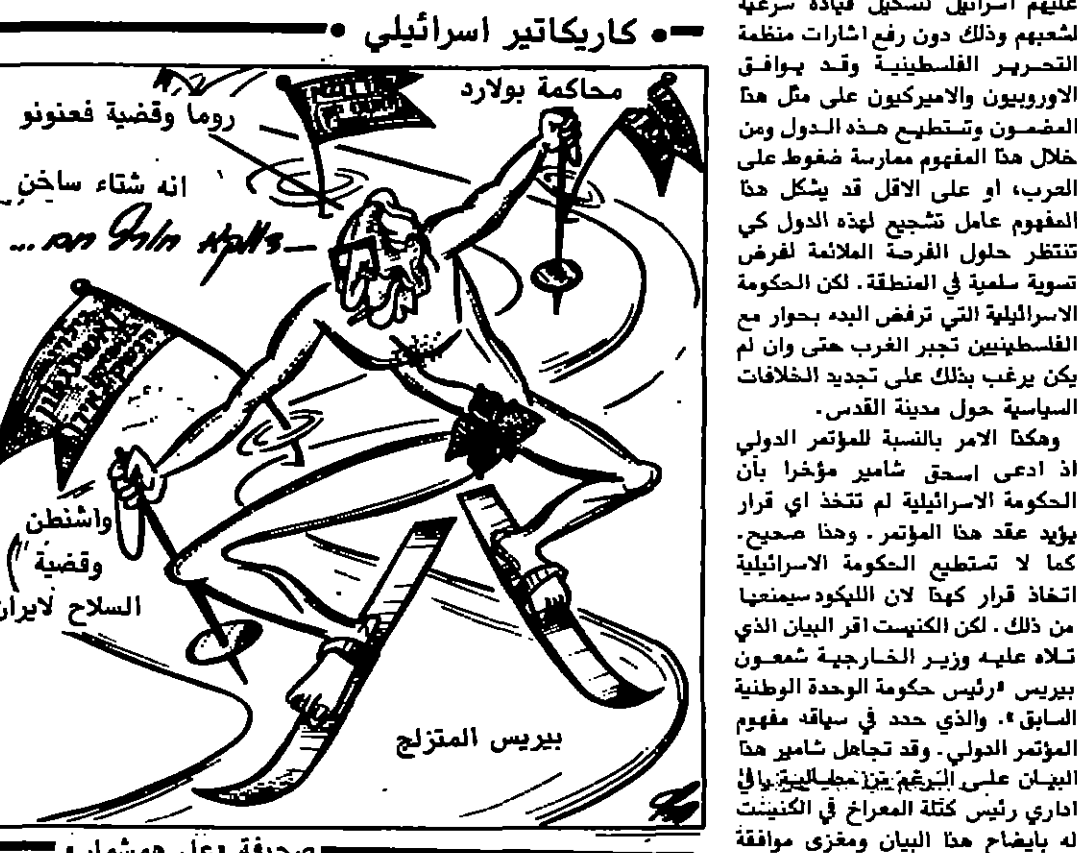 كاريكاتير اسرائيلي
محاكمة بولارد
روما وقضية فعنونو
انه شتاء ساخن
واشنطن
وقضية
السلاح لايران
بيريس المتزلج
صحيفة «عل همشمار»
عليهم اسرائيل لتشكيل قيادة شرعية
لشعبهم وذلك دون رفع اشارات منظمة
التحرير الفلسطينية وقد يوافق
الاوروبيون والاميركيون على مثل هذا
المضمون وتستطيع هذه الدول ومن
خلال هذا المفهوم ممارسة ضغوط على
العرب، او على الاقل قد يشكل هذا
المفهوم عامل تشجيع لهذه الدول كي
تنتظر حلول الفرصة الملائمة لفرض
تسوية سلمية في المنطقة. لكن الحكومة
الاسرائيلية التي ترفض البدء بحوار مع
الفلسطينيين تجبر الغرب حتى وان لم
يكن يرغب بذلك على تجديد الخلافات
السياسية حول مدينة القدس.
وهكذا الامر بالنسبة للمؤتمر الدولي
اذ ادعى اسحق شامير مؤخرا بأن
الحكومة الاسرائيلية لم تتخذ اي قرار
يؤيد عقد هذا المؤتمر. وهذا صحيح.
كما لا تستطيع الحكومة الاسرائيلية
اتخاذ قرار كهذا لان الليكود سيمنعها
من ذلك. لكن الكنيست اقر البيان الذي
تلاه عليه وزير الخارجية شمعون
بيريس «رئيس حكومة الوحدة الوطنية
السابق». والذي حدد في سياقه مفهوم
المؤتمر الدولي. وقد تجاهل شامير هذا
البيان على الرغم من مطالبة رافي
اداري رئيس كتلة المعراخ في الكنيست
له بايضاح هذا البيان ومغزى موافقة